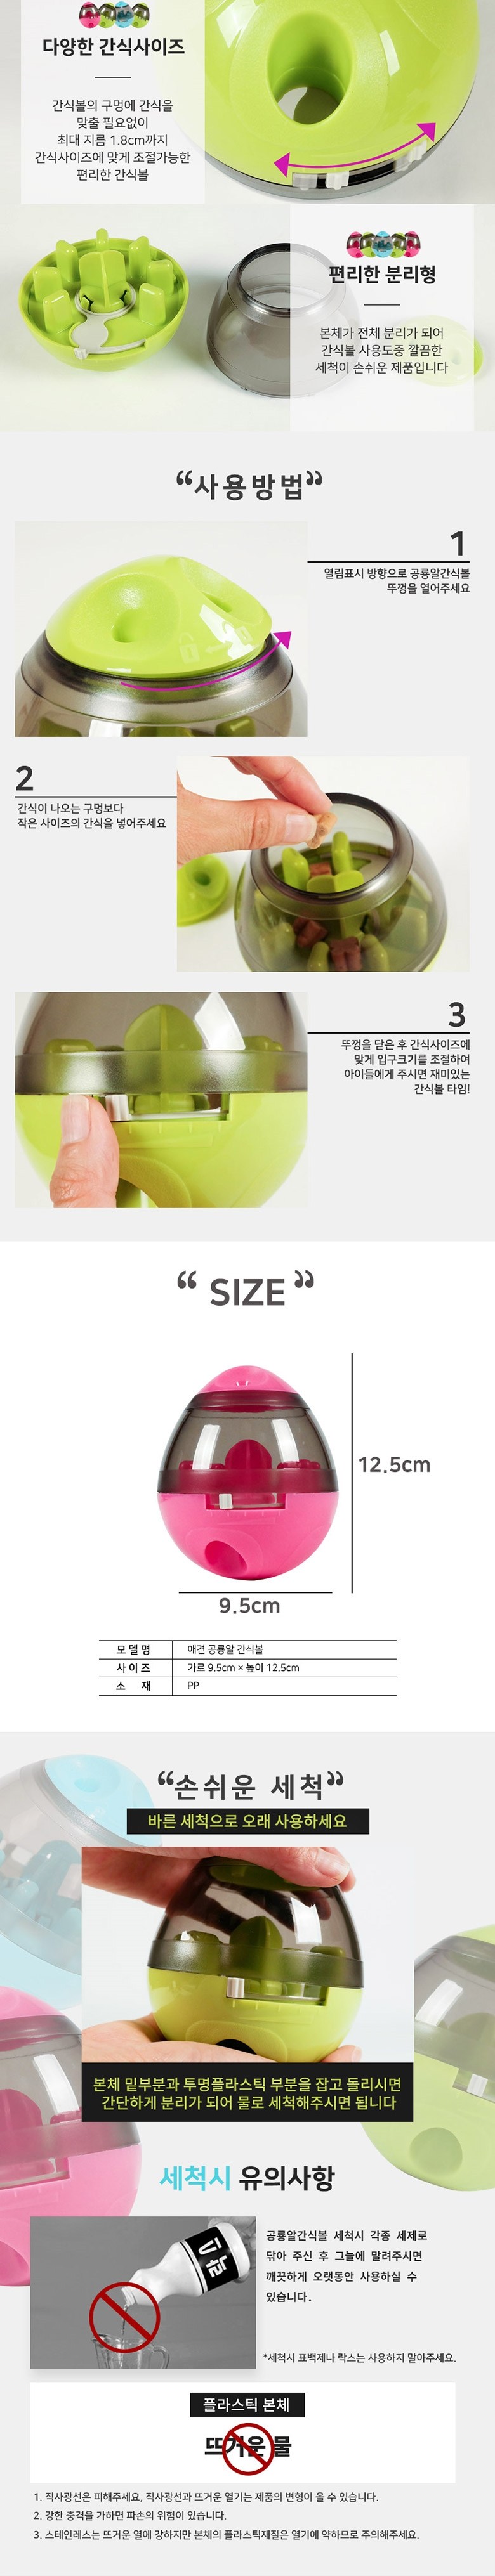 다양한 간식사이즈
간식볼의 구멍에 간식을
맞출 필요없이
최대 지름 1.8cm까지
간식사이즈에 맞게 조절가능한
편리한 간식볼
편리한 분리형
본체가 전체 분리가 되어
간식볼 사용도중 깔끔한
세척이 손쉬운 제품입니다
“사용방법”
1
열림표시 방향으로 공룡알간식볼
뚜껑을 열어주세요
2
간식이 나오는 구멍보다
작은 사이즈의 간식을 넣어주세요
3
뚜껑을 닫은 후 간식사이즈에
맞게 입구크기를 조절하여
아이들에게 주시면 재미있는
간식볼 타임!
“ SIZE ”
12.5cm
9.5cm
모델명 애견 공룡알 간식볼
사이즈 가로 9.5cm × 높이 12.5cm
소 재 PP
“손쉬운 세척”
바른 세척으로 오래 사용하세요
본체 밑부분과 투명플라스틱 부분을 잡고 돌리시면
간단하게 분리가 되어 물로 세척해주시면 됩니다
세척시 유의사항
공룡알간식볼 세척시 각종 세제로
닦아 주신 후 그늘에 말려주시면
깨끗하게 오랫동안 사용하실 수
있습니다.
*세척시 표백제나 락스는 사용하지 말아주세요.
플라스틱 본체
뜨거운 물
1. 직사광선은 피해주세요, 직사광선과 뜨거운 열기는 제품의 변형이 올 수 있습니다.
2. 강한 충격을 가하면 파손의 위험이 있습니다.
3. 스테인레스는 뜨거운 열에 강하지만 본체의 플라스틱재질은 열기에 약하므로 주의해주세요.